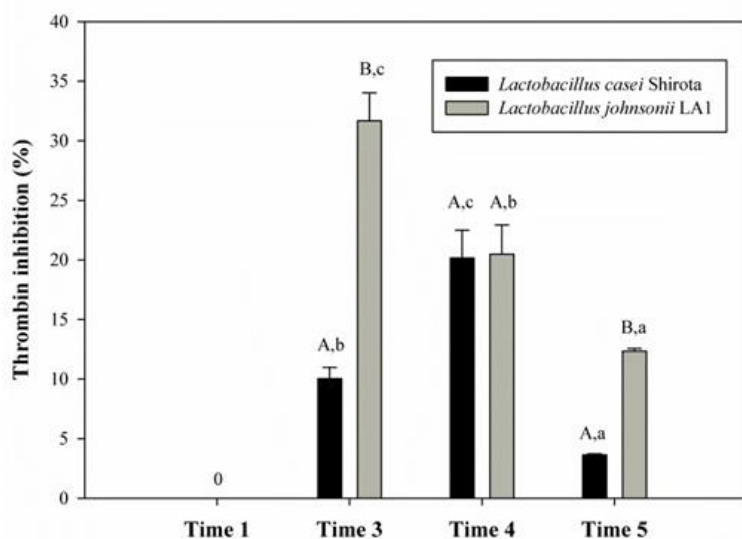 40
35
30
25
20
15
10
5
0
Thrombin inhibition (%)
Lactobacillus casei Shirota
Lactobacillus johnsonii LA1
0
A,b
B,c
A,c
A,b
A,a
B,a
Time 1 Time 3 Time 4 Time 5